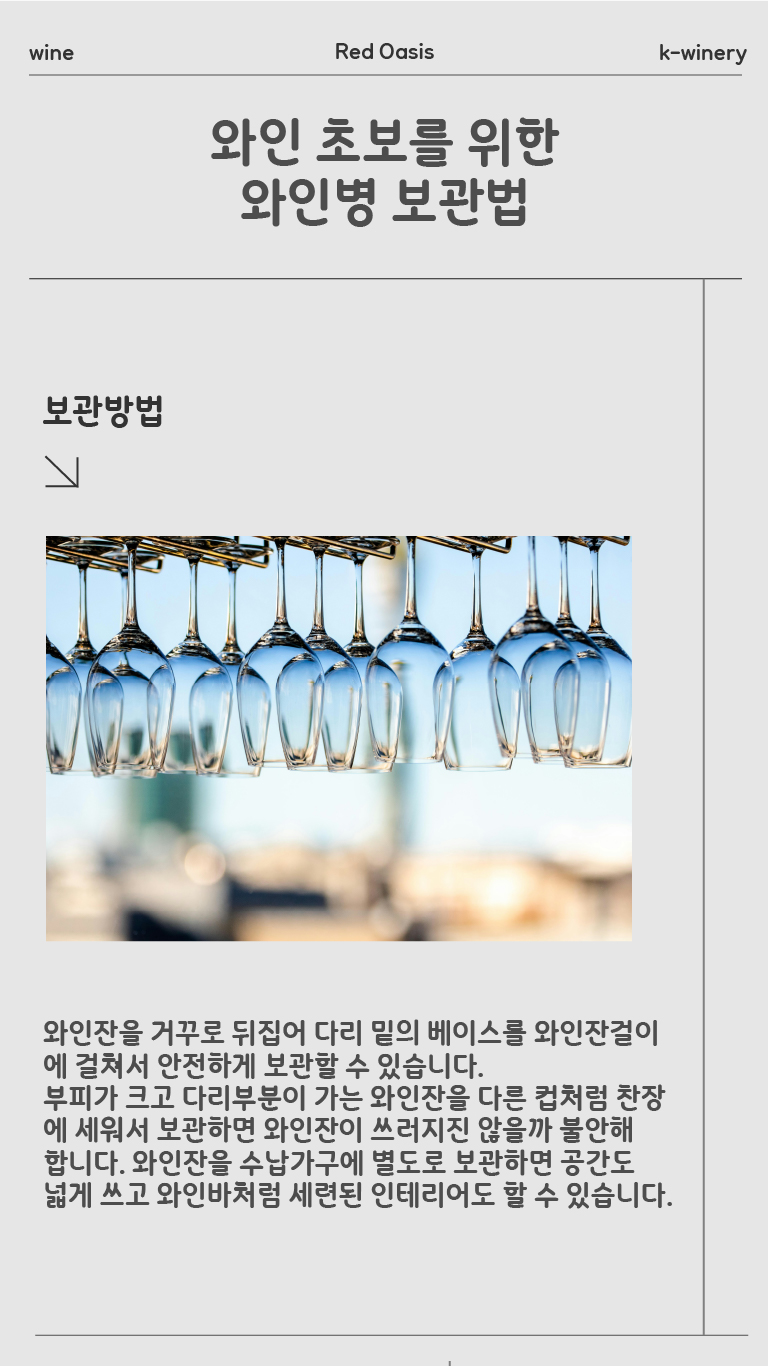 wine
Red Oasis
k-winery
와인 초보를 위한
와인병 보관법
보관방법
와인잔을 거꾸로 뒤집어 다리 밑의 베이스를 와인잔걸이
에 걸쳐서 안전하게 보관할 수 있습니다.
부피가 크고 다리부분이 가는 와인잔을 다른 컵처럼 찬장
에 세워서 보관하면 와인잔이 쓰러지진 않을까 불안해
합니다. 와인잔을 수납가구에 별도로 보관하면 공간도
넓게 쓰고 와인바처럼 세련된 인테리어도 할 수 있습니다.